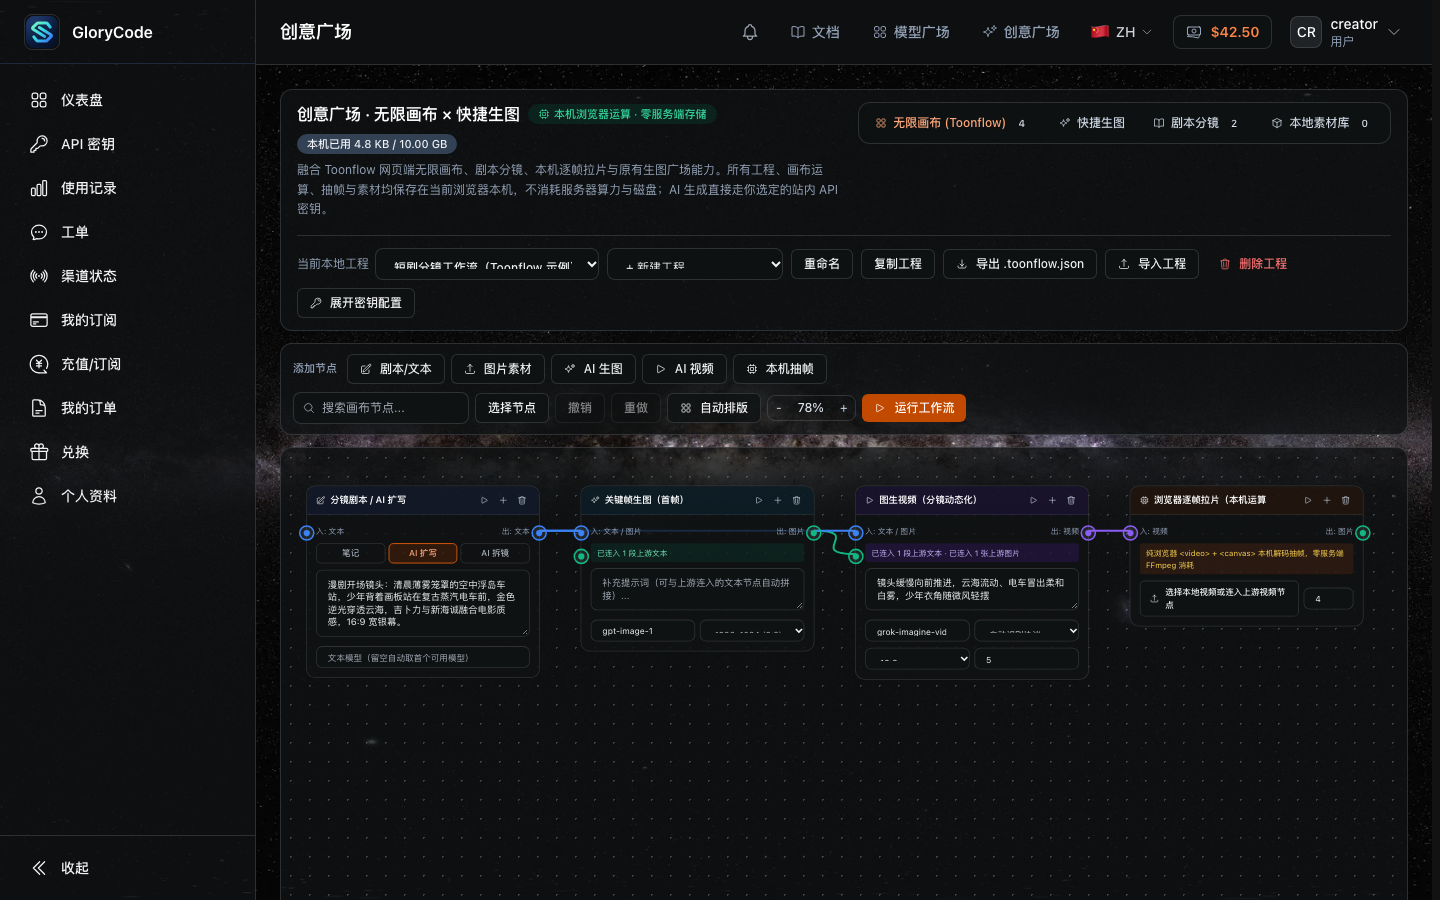 GloryCode
创意广场
文档
模型广场
创意广场
ZH
$42.50
CR
creator
用户
仪表盘
API 密钥
使用记录
工单
渠道状态
我的订阅
充值/订阅
我的订单
兑换
个人资料
收起
创意广场 · 无限画布 × 快捷生图
本机浏览器运算 · 零服务端存储
本机已用 4.8 KB / 10.00 GB
融合 Toonflow 网页端无限画布、剧本分镜、本机逐帧拉片与原有生图广场能力。所有工程、画布运
算、抽帧与素材均保存在当前浏览器本机，不消耗服务器算力与磁盘；AI 生成直接走你选定的站内 API
密钥。
无限画布 (Toonflow) 4
快捷生图
剧本分镜 2
本地素材库 0
当前本地工程
短剧分镜工作流（Toonflow 示例）
+ 新建工程
重命名
复制工程
导出 .toonflow.json
导入工程
删除工程
展开密钥配置
添加节点
剧本/文本
图片素材
AI 生图
AI 视频
本机抽帧
搜索画布节点...
选择节点
撤销
重做
自动排版
- 78% +
运行工作流
分镜剧本 / AI 扩写
入: 文本
出: 文本
笔记
AI 扩写
AI 拆镜
漫剧开场镜头：清晨薄雾笼罩的空中浮岛车
站，少年背着画板站在复古蒸汽电车前，金色
逆光穿透云海，吉卜力与新海诚融合电影质
感，16:9 宽银幕。
文本模型（留空自动取首个可用模型）
关键帧生图（首帧）
入: 文本 / 图片
出: 图片
已连入 1 段上游文本
补充提示词（可与上游连入的文本节点自动拼
接）...
gpt-image-1
图生视频（分镜动态化）
入: 文本 / 图片
出: 视频
已连入 1 段上游文本 · 已连入 1 张上游图片
镜头缓慢向前推进，云海流动、电车冒出柔和
白雾，少年衣角随微风轻摆
grok-imagine-vid
5
浏览器逐帧拉片（本机运算
入: 视频
出: 图片
纯浏览器 <video> + <canvas> 本机解码抽帧，零服务端
FFmpeg 消耗
选择本地视频或连入上游视频节
点
4